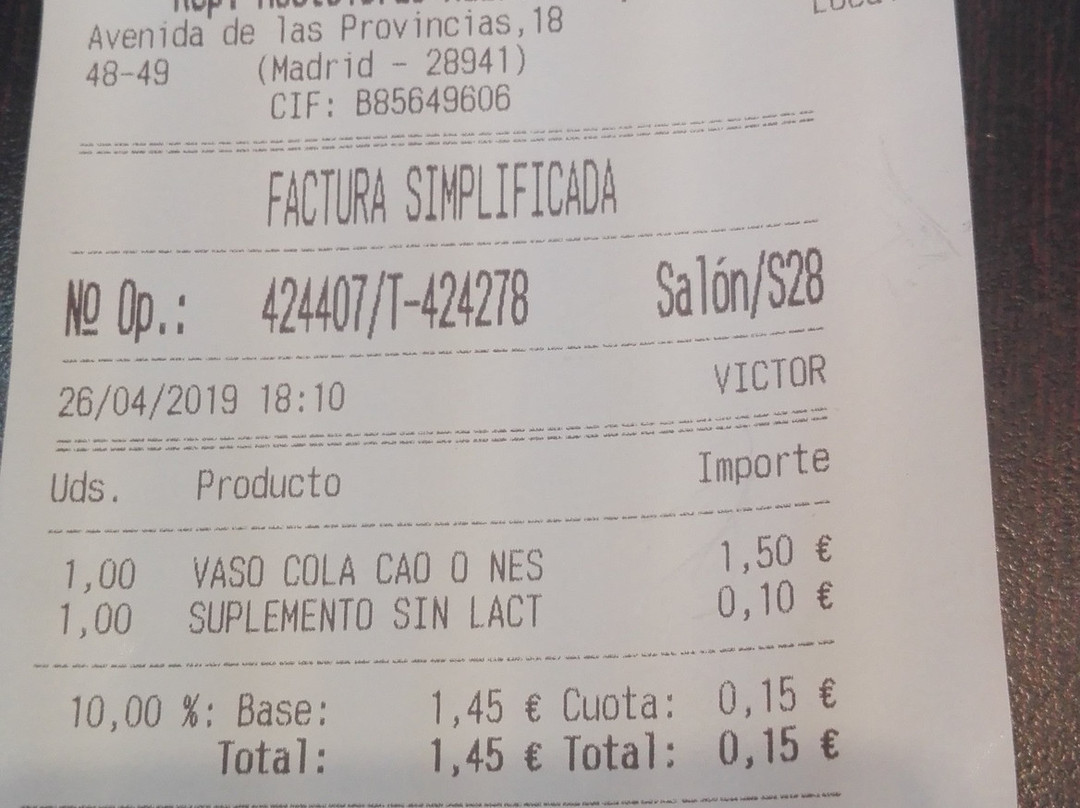 Avenida de las Provincias,18
48-49 (Madrid - 28941)
CIF: B85649606
FACTURA SIMPLIFICADA
Nº Op.: 424407/T-424278 Salón/S28
26/04/2019 18:10 VICTOR
Uds. Producto Importe
1,00 VASO COLA CAO O NES 1,50 €
1,00 SUPLEMENTO SIN LACT 0,10 €
10,00 %: Base: 1,45 € Cuota: 0,15 €
Total: 1,45 € Total: 0,15 €